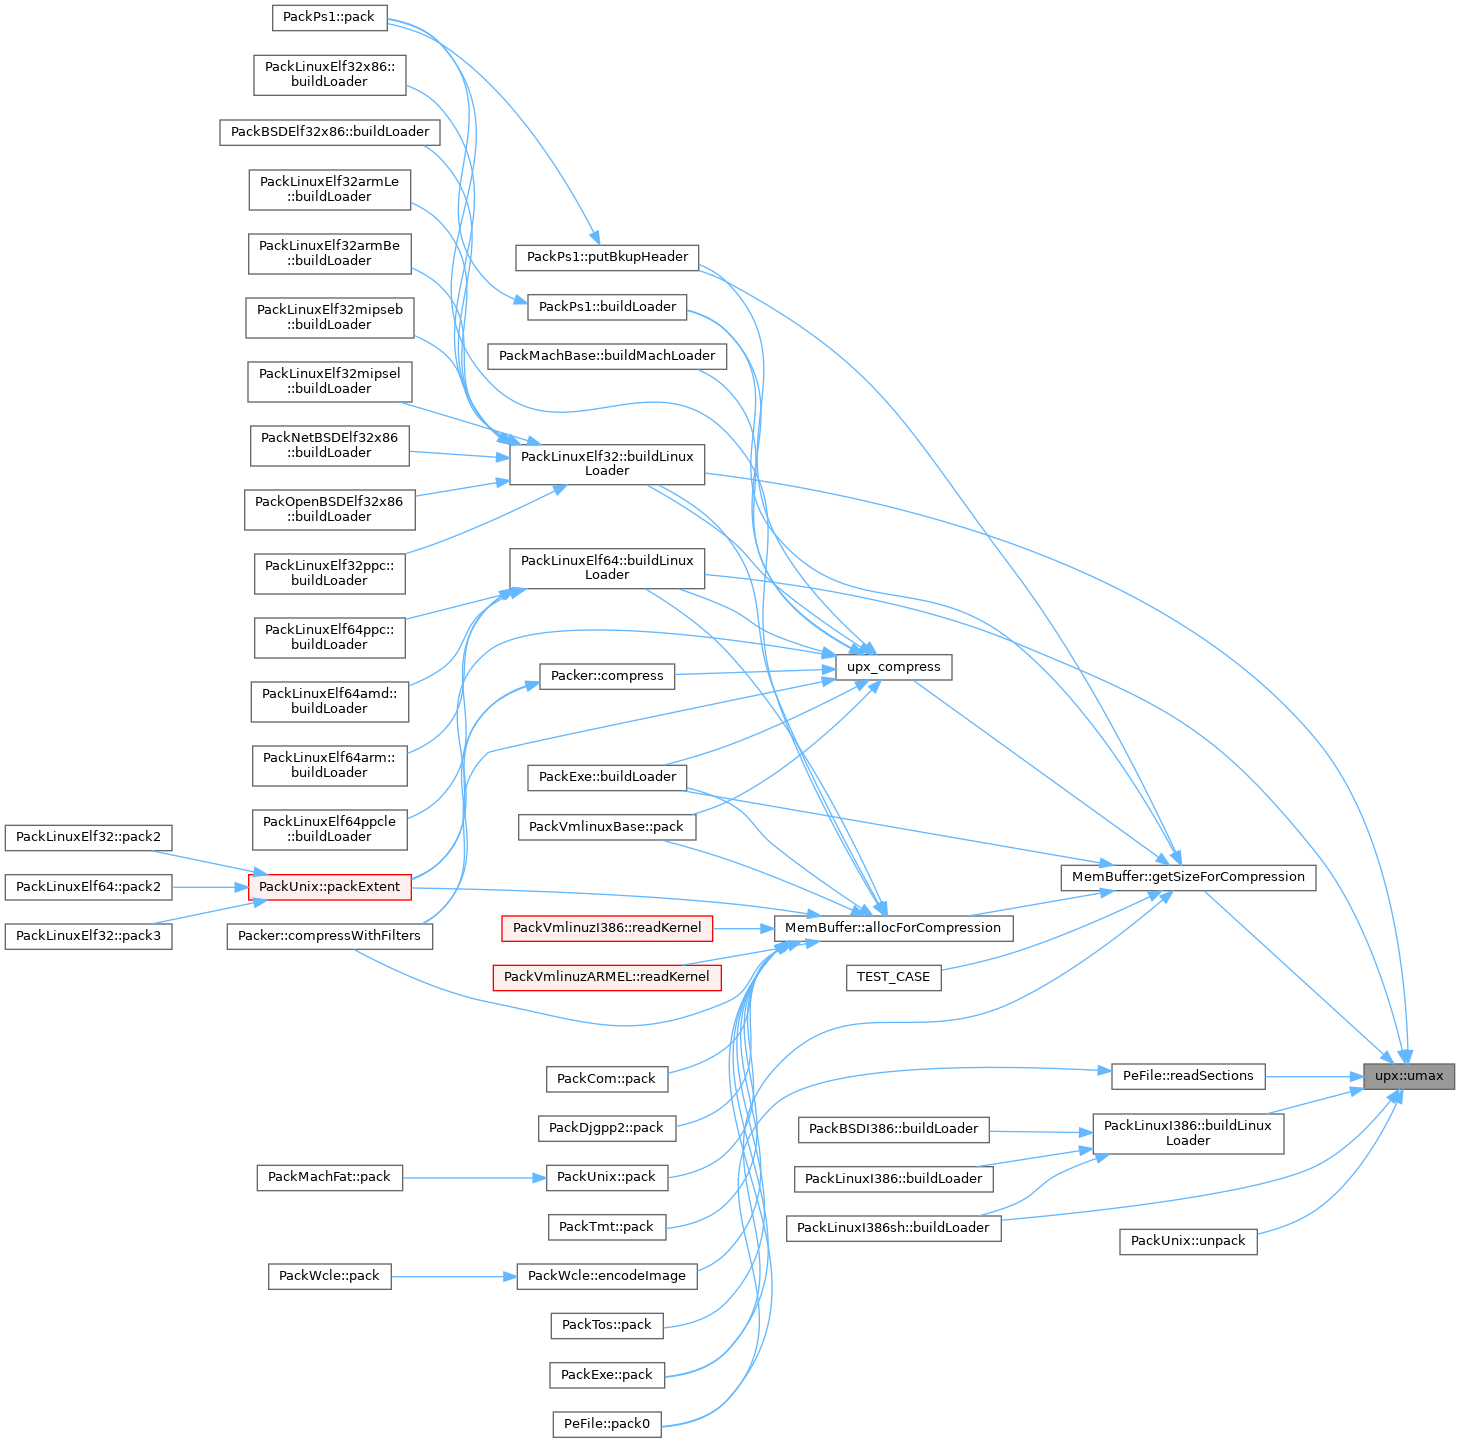 PackPs1::pack
PackLinuxElf32x86::
buildLoader
PackBSDElf32x86::buildLoader
PackLinuxElf32armLe
::buildLoader
PackLinuxElf32armBe
::buildLoader
PackLinuxElf32mipseb
::buildLoader
PackLinuxElf32mipsel
::buildLoader
PackNetBSDElf32x86
::buildLoader
PackOpenBSDElf32x86
::buildLoader
PackLinuxElf32ppc::
buildLoader
PackLinuxElf64ppc::
buildLoader
PackLinuxElf64amd::
buildLoader
PackLinuxElf64arm::
buildLoader
PackLinuxElf64ppcle
::buildLoader
PackLinuxElf32::pack2
PackLinuxElf64::pack2
PackLinuxElf32::pack3
PackUnix::packExtent
Packer::compressWithFilters
PackMachFat::pack
PackWcle::pack
PackPs1::putBkupHeader
PackPs1::buildLoader
PackMachBase::buildMachLoader
PackLinuxElf32::buildLinux
Loader
PackLinuxElf64::buildLinux
Loader
Packer::compress
PackExe::buildLoader
PackVmlinuxBase::pack
PackVmlinuzI386::readKernel
PackVmlinuzARMEL::readKernel
PackCom::pack
PackDjgpp2::pack
PackUnix::pack
PackTmt::pack
PackWcle::encodeImage
PackTos::pack
PackExe::pack
PeFile::pack0
upx_compress
MemBuffer::allocForCompression
TEST_CASE
PackBSDI386::buildLoader
PackLinuxI386::buildLoader
PackLinuxI386sh::buildLoader
MemBuffer::getSizeForCompression
PeFile::readSections
PackLinuxI386::buildLinux
Loader
PackUnix::unpack
upx::umax